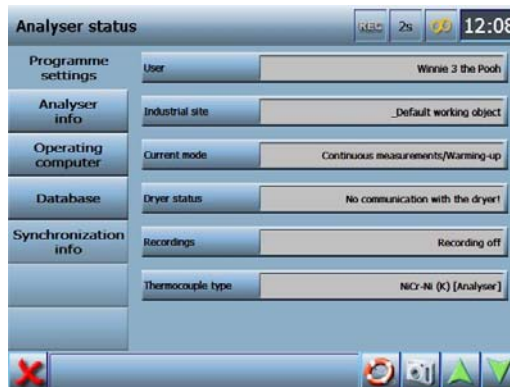 Analyser status
REC 2s 12:08
Programme
settings
Analyser
info
Operating
computer
Database
Synchronization
info
User
Winnie 3 the Pooh
Industrial site
_Default working object
Current mode
Continuous measurements/Warming-up
Dryer status
No communication with the dryer!
Recordings
Recording off
Thermocouple type
NiCr-Ni (K) [Analyser]